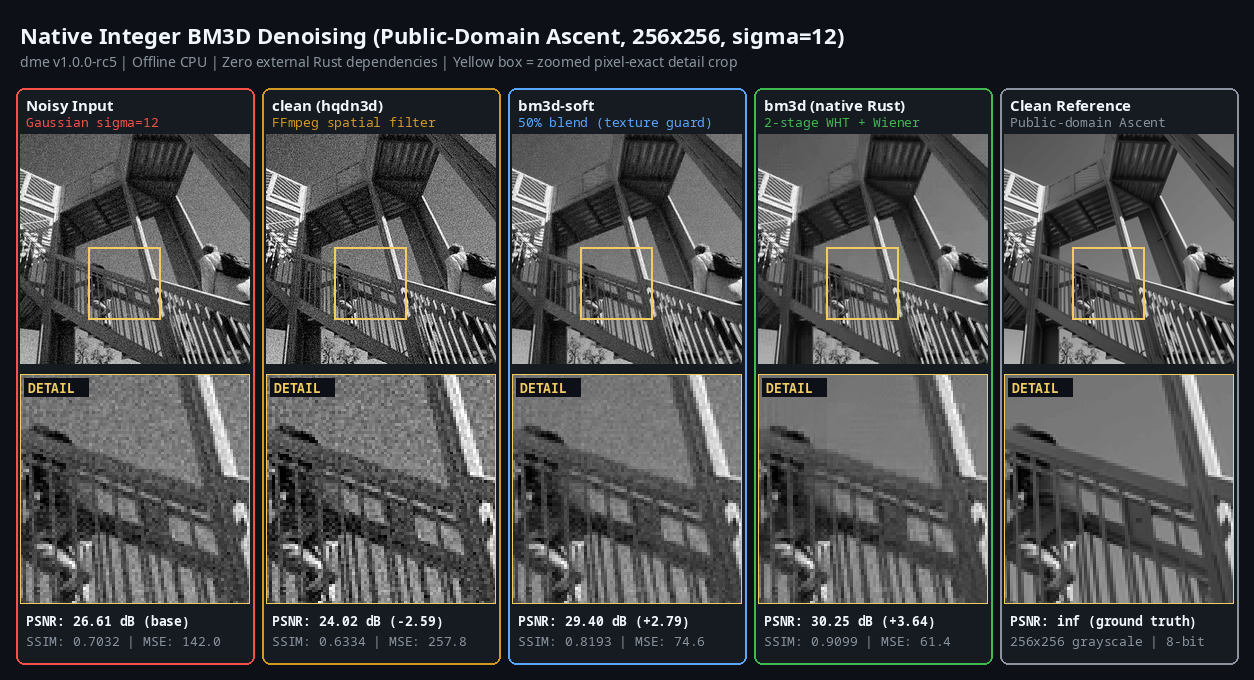 Native Integer BM3D Denoising (Public-Domain Ascent, 256x256, sigma=12)
dme v1.0.0-rc5 | Offline CPU | Zero external Rust dependencies | Yellow box = zoomed pixel-exact detail crop
Noisy Input
Gaussian sigma=12
DETAIL
PSNR: 26.61 dB (base)
SSIM: 0.7032 | MSE: 142.0
clean (hqdn3d)
FFmpeg spatial filter
DETAIL
PSNR: 24.02 dB (-2.59)
SSIM: 0.6334 | MSE: 257.8
bm3d-soft
50% blend (texture guard)
DETAIL
PSNR: 29.40 dB (+2.79)
SSIM: 0.8193 | MSE: 74.6
bm3d (native Rust)
2-stage WHT + Wiener
DETAIL
PSNR: 30.25 dB (+3.64)
SSIM: 0.9099 | MSE: 61.4
Clean Reference
Public-domain Ascent
DETAIL
PSNR: inf (ground truth)
256x256 grayscale | 8-bit